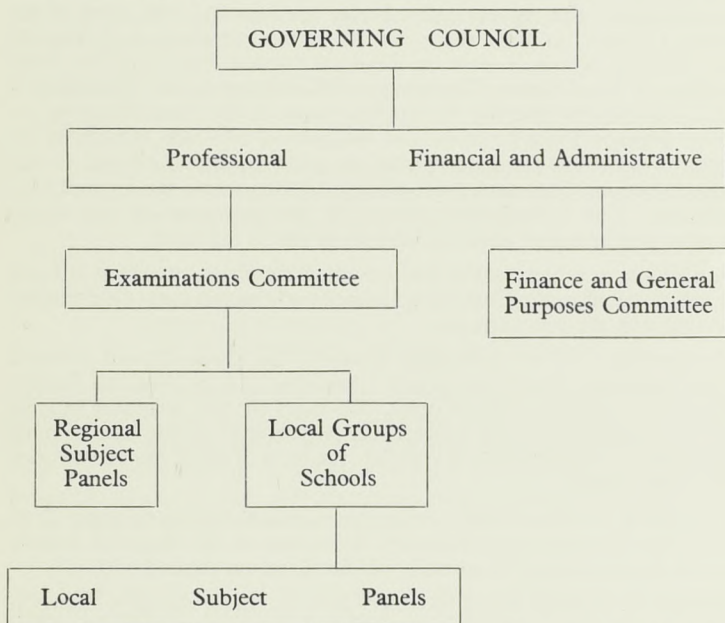 GOVERNING COUNCIL
Professional Financial and Administrative
Examinations Committee
Finance and General
Purposes Committee
Regional
Subject
Panels
Local Groups
of
Schools
Local Subject Panels